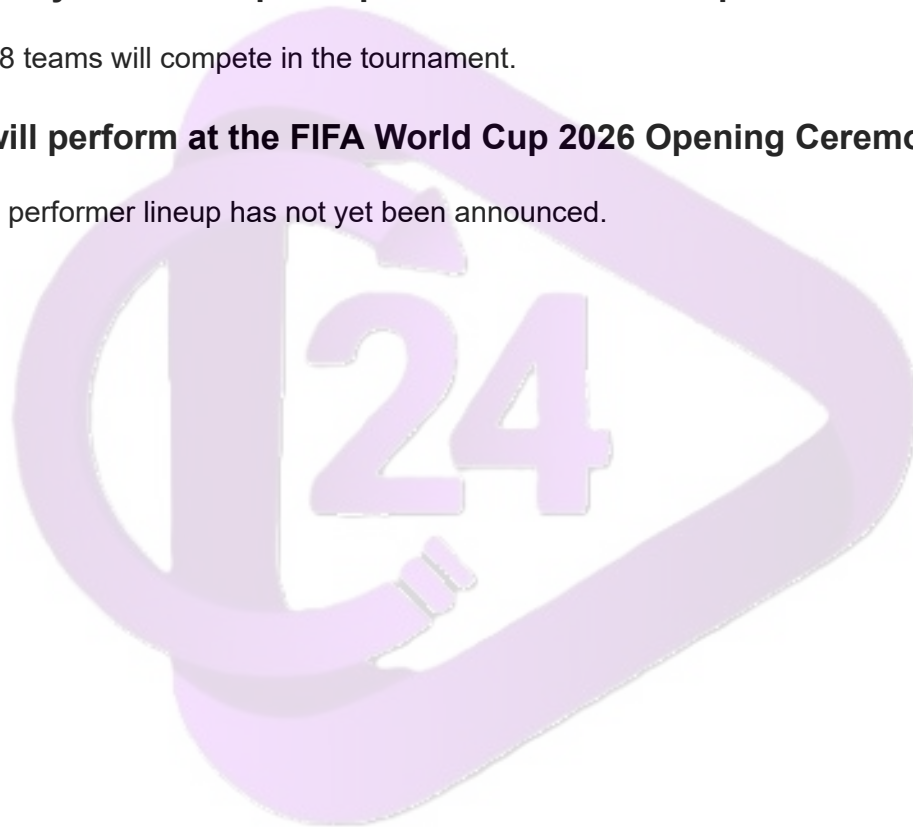 8 teams will compete in the tournament.
will perform at the FIFA World Cup 2026 Opening Ceremo
performer lineup has not yet been announced.
24